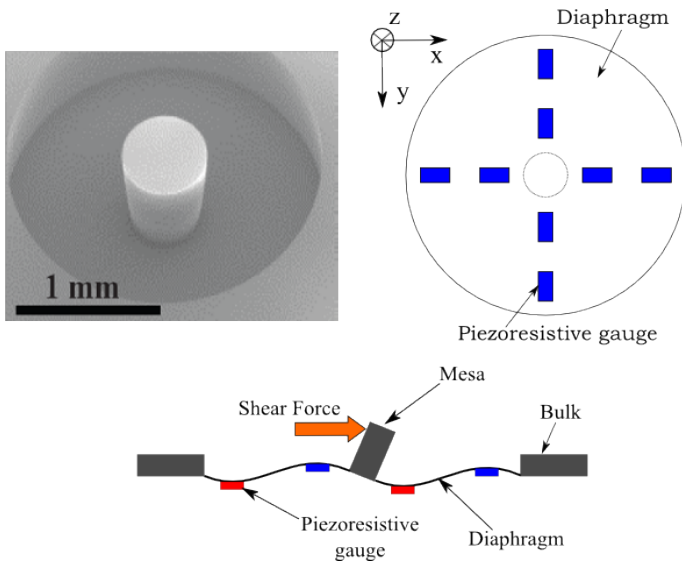 1 mm
z
x
y
Diaphragm
Piezoresistive gauge
Mesa
Shear Force
Bulk
Piezoresistive
gauge
Diaphragm